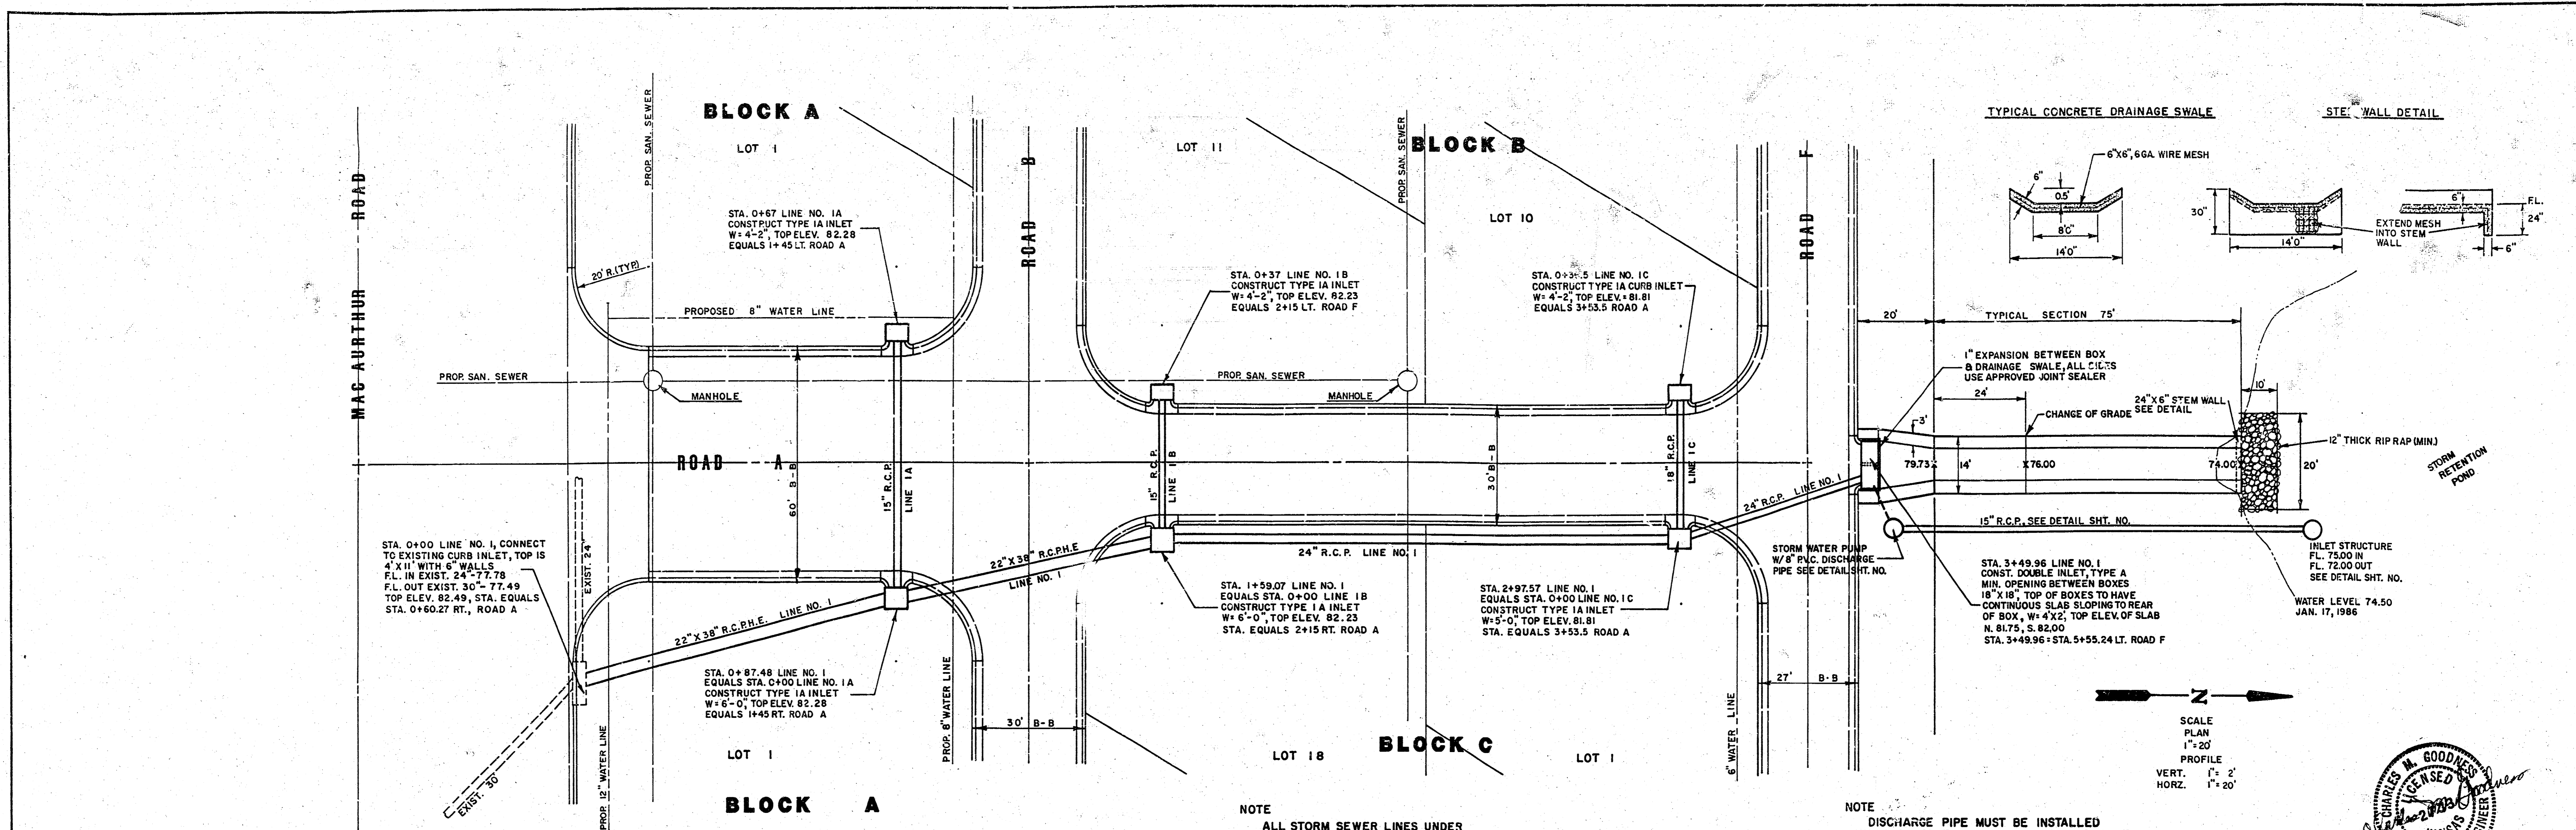 BLOCK A
LOT 1
PROP. SAN. SEWER
MAC AURTHUR ROAD
STA. 0+67 LINE NO. 1A
CONSTRUCT TYPE 1A INLET
W= 4'-2", TOP ELEV. 82.28
EQUALS 1+45 LT. ROAD A
20' R.(TYP.)
PROPOSED 8" WATER LINE
ROAD B
LOT 11
PROP. SAN. SEWER
BLOCK B
LOT 10
STA. 0+37 LINE NO. 1B
CONSTRUCT TYPE 1A INLET
W= 4'-2", TOP ELEV. 82.23
EQUALS 2+15 LT. ROAD F
CONSTRUCT TYPE 1A CURB INLET
W= 4'-2", TOP ELEV.= 81.81
EQUALS 3+53.5 ROAD A
ROAD F
TYPICAL CONCRETE DRAINAGE SWALE
6"X6", 6GA. WIRE MESH
6"
0.5'
8'0"
14'0"
WALL DETAIL
30"
14'0"
EXTEND MESH
INTO STEM
WALL
6"
F.L.
24"
6"
PROP. SAN. SEWER
MANHOLE
PROP. SAN. SEWER
MANHOLE
ROAD A
60' B-B
15" R.C.P.
LINE 1A
15" R.C.P.
LINE 1B
30' B-B
18" R.C.P.
LINE 1C
20'
TYPICAL SECTION 75'
1" EXPANSION BETWEEN BOX
& DRAINAGE SWALE, ALL SIDES
USE APPROVED JOINT SEALER
24'
CHANGE OF GRADE
24"X6" STEM WALL
SEE DETAIL
10'
3'
79.73 X
14'
X 76.00
74.00
20'
12" THICK RIP RAP (MIN.)
STORM
RETENTION
POND
STA. 0+00 LINE NO. 1, CONNECT
TO EXISTING CURB INLET, TOP IS
4' X 11' WITH 6" WALLS
F.L. IN EXIST. 24"-77.78
F.L. OUT EXIST. 30"-77.49
TOP ELEV. 82.49, STA. EQUALS
STA. 0+60.27 RT., ROAD A
EXIST. 24"
EXIST. 30"
22" X 38" R.C.P.H.E. LINE NO. 1
22" X 38" R.C.P.H.E
LINE NO. 1
24" R.C.P. LINE NO. 1
24" R.C.P. LINE NO. 1
STORM WATER PUMP
W/ 8" P.V.C. DISCHARGE
PIPE SEE DETAIL SHT. NO.
15" R.C.P., SEE DETAIL SHT. NO.
INLET STRUCTURE
FL. 75.00 IN
FL. 72.00 OUT
SEE DETAIL SHT. NO.
WATER LEVEL 74.50
JAN. 17, 1986
STA. 0+87.48 LINE NO. 1
EQUALS STA. 0+00 LINE NO. 1A
CONSTRUCT TYPE 1A INLET
W= 6'-0", TOP ELEV. 82.28
EQUALS 1+45 RT. ROAD A
STA. 1+59.07 LINE NO. 1
EQUALS STA. 0+00 LINE 1B
CONSTRUCT TYPE 1A INLET
W= 6'-0", TOP ELEV. 82.23
STA. EQUALS 2+15 RT. ROAD A
STA. 2+97.57 LINE NO. 1
EQUALS STA. 0+00 LINE NO. 1C
CONSTRUCT TYPE 1A INLET
W= 5'-0", TOP ELEV. 81.81
STA. EQUALS 3+53.5 ROAD A
STA. 3+49.96 LINE NO. 1
CONST. DOUBLE INLET, TYPE A
MIN. OPENING BETWEEN BOXES
18"X18", TOP OF BOXES TO HAVE
CONTINUOUS SLAB SLOPING TO REAR
OF BOX, W= 4'X2', TOP ELEV. OF SLAB
N. 81.75, S. 82.00
STA. 3+49.96 = STA. 5+55.24 LT. ROAD F
PROP. 12" WATER LINE
LOT 1
BLOCK A
PROP. 8" WATER LINE
30' B-B
LOT 18
BLOCK C
LOT 1
6" WATER LINE
27' B-B
N
SCALE
PLAN
1"=20'
PROFILE
VERT. 1"= 2'
HORZ. 1"= 20'
NOTE
ALL STORM SEWER LINES UNDER
NOTE
DISCHARGE PIPE MUST BE INSTALLED
CHARLES M. GOODNESS
LICENSED